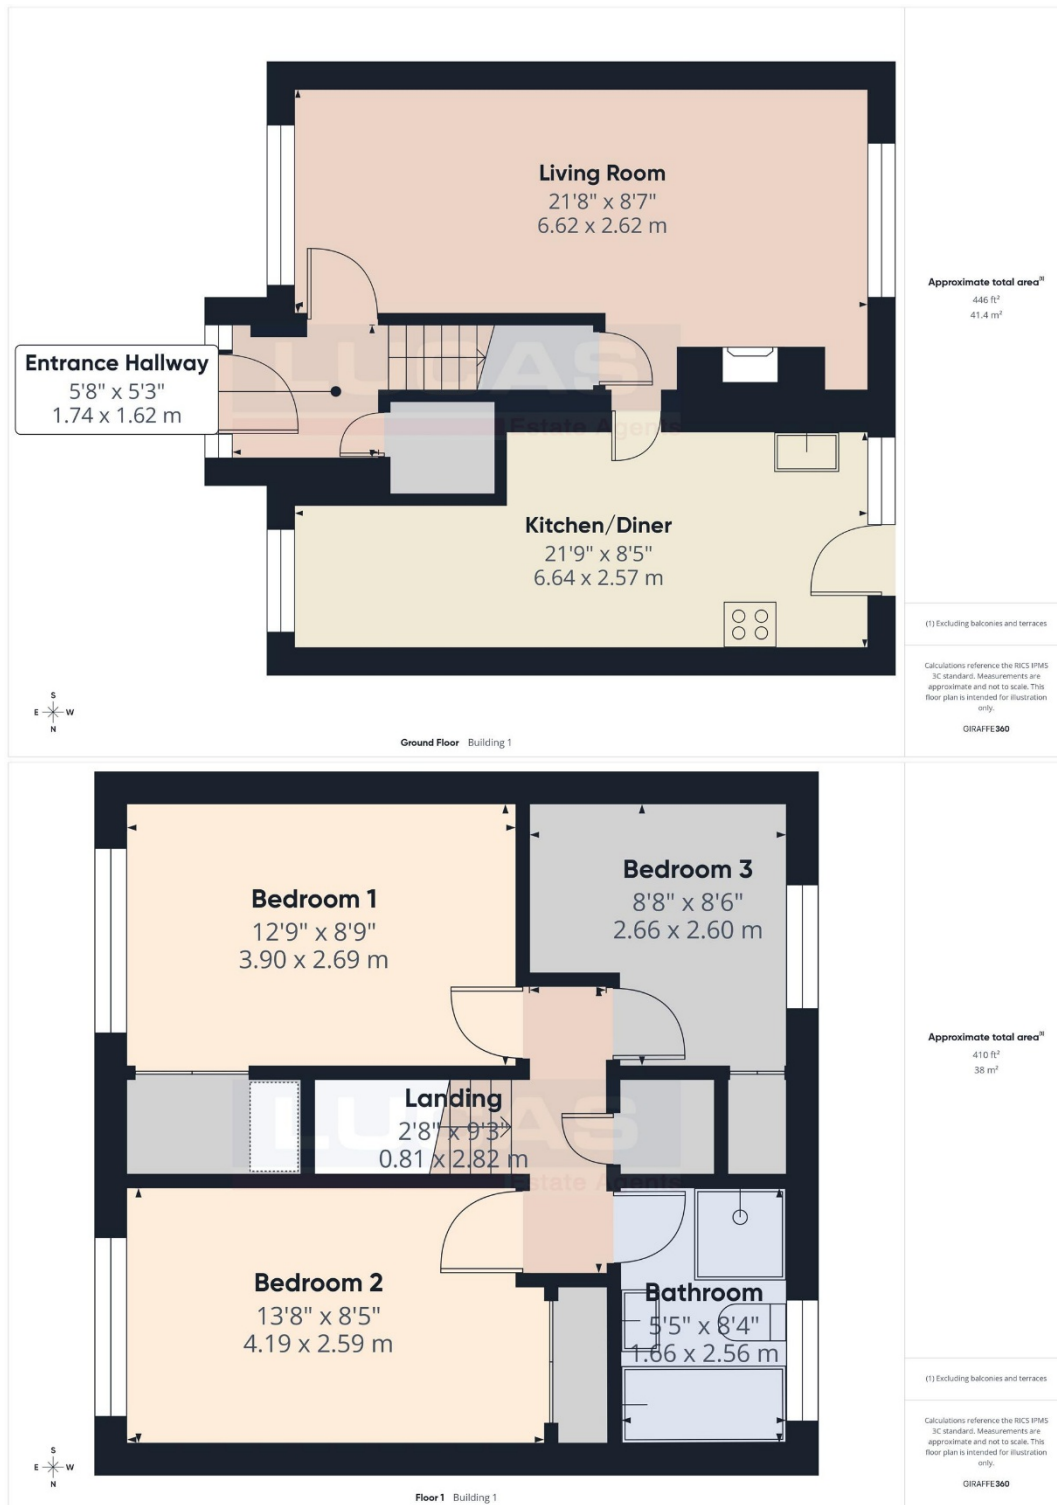 Living Room
21'8" x 8'7"
6.62 x 2.62 m
Approximate total area(1)
446 ft²
41.4 m²
Entrance Hallway
5'8" x 5'3"
1.74 x 1.62 m
LUCAS
Estate Agents
Kitchen/Diner
21'9" x 8'5"
6.64 x 2.57 m
(1) Excluding balconies and terraces
Calculations reference the RICS IPMS
3C standard. Measurements are
approximate and not to scale. This
floor plan is intended for illustration
only.
GIRAFFE360
S
E W
N
Ground Floor Building 1
Bedroom 1
12'9" x 8'9"
3.90 x 2.69 m
Bedroom 3
8'8" x 8'6"
2.66 x 2.60 m
Approximate total area(1)
410 ft²
38 m²
Landing
2'8" x 9'3"
0.81 x 2.82 m
LUCAS
Estate Agents
Bedroom 2
13'8" x 8'5"
4.19 x 2.59 m
Bathroom
5'5" x 8'4"
1.66 x 2.56 m
(1) Excluding balconies and terraces
Calculations reference the RICS IPMS
3C standard. Measurements are
approximate and not to scale. This
floor plan is intended for illustration
only.
GIRAFFE360
S
E W
N
Floor 1 Building 1